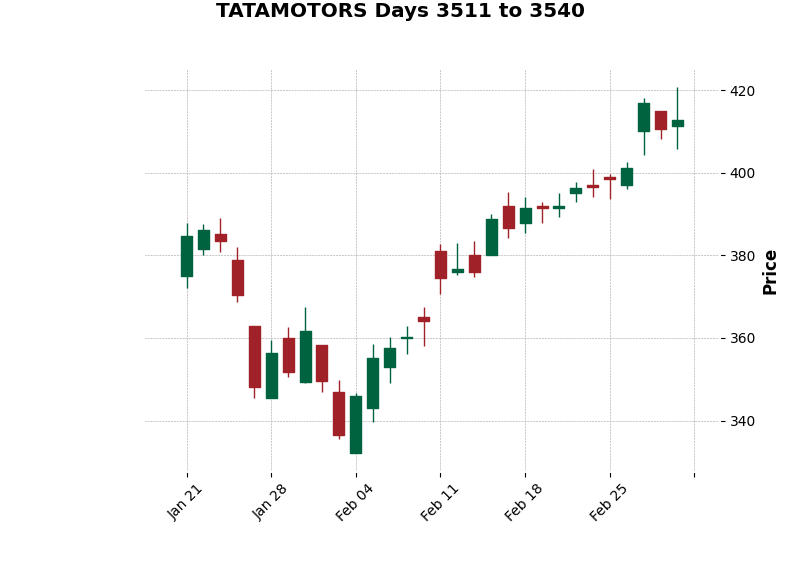 TATAMOTORS Days 3511 to 3540
420
400
380
360
340
Price
Jan 21
Jan 28
Feb 04
Feb 11
Feb 18
Feb 25